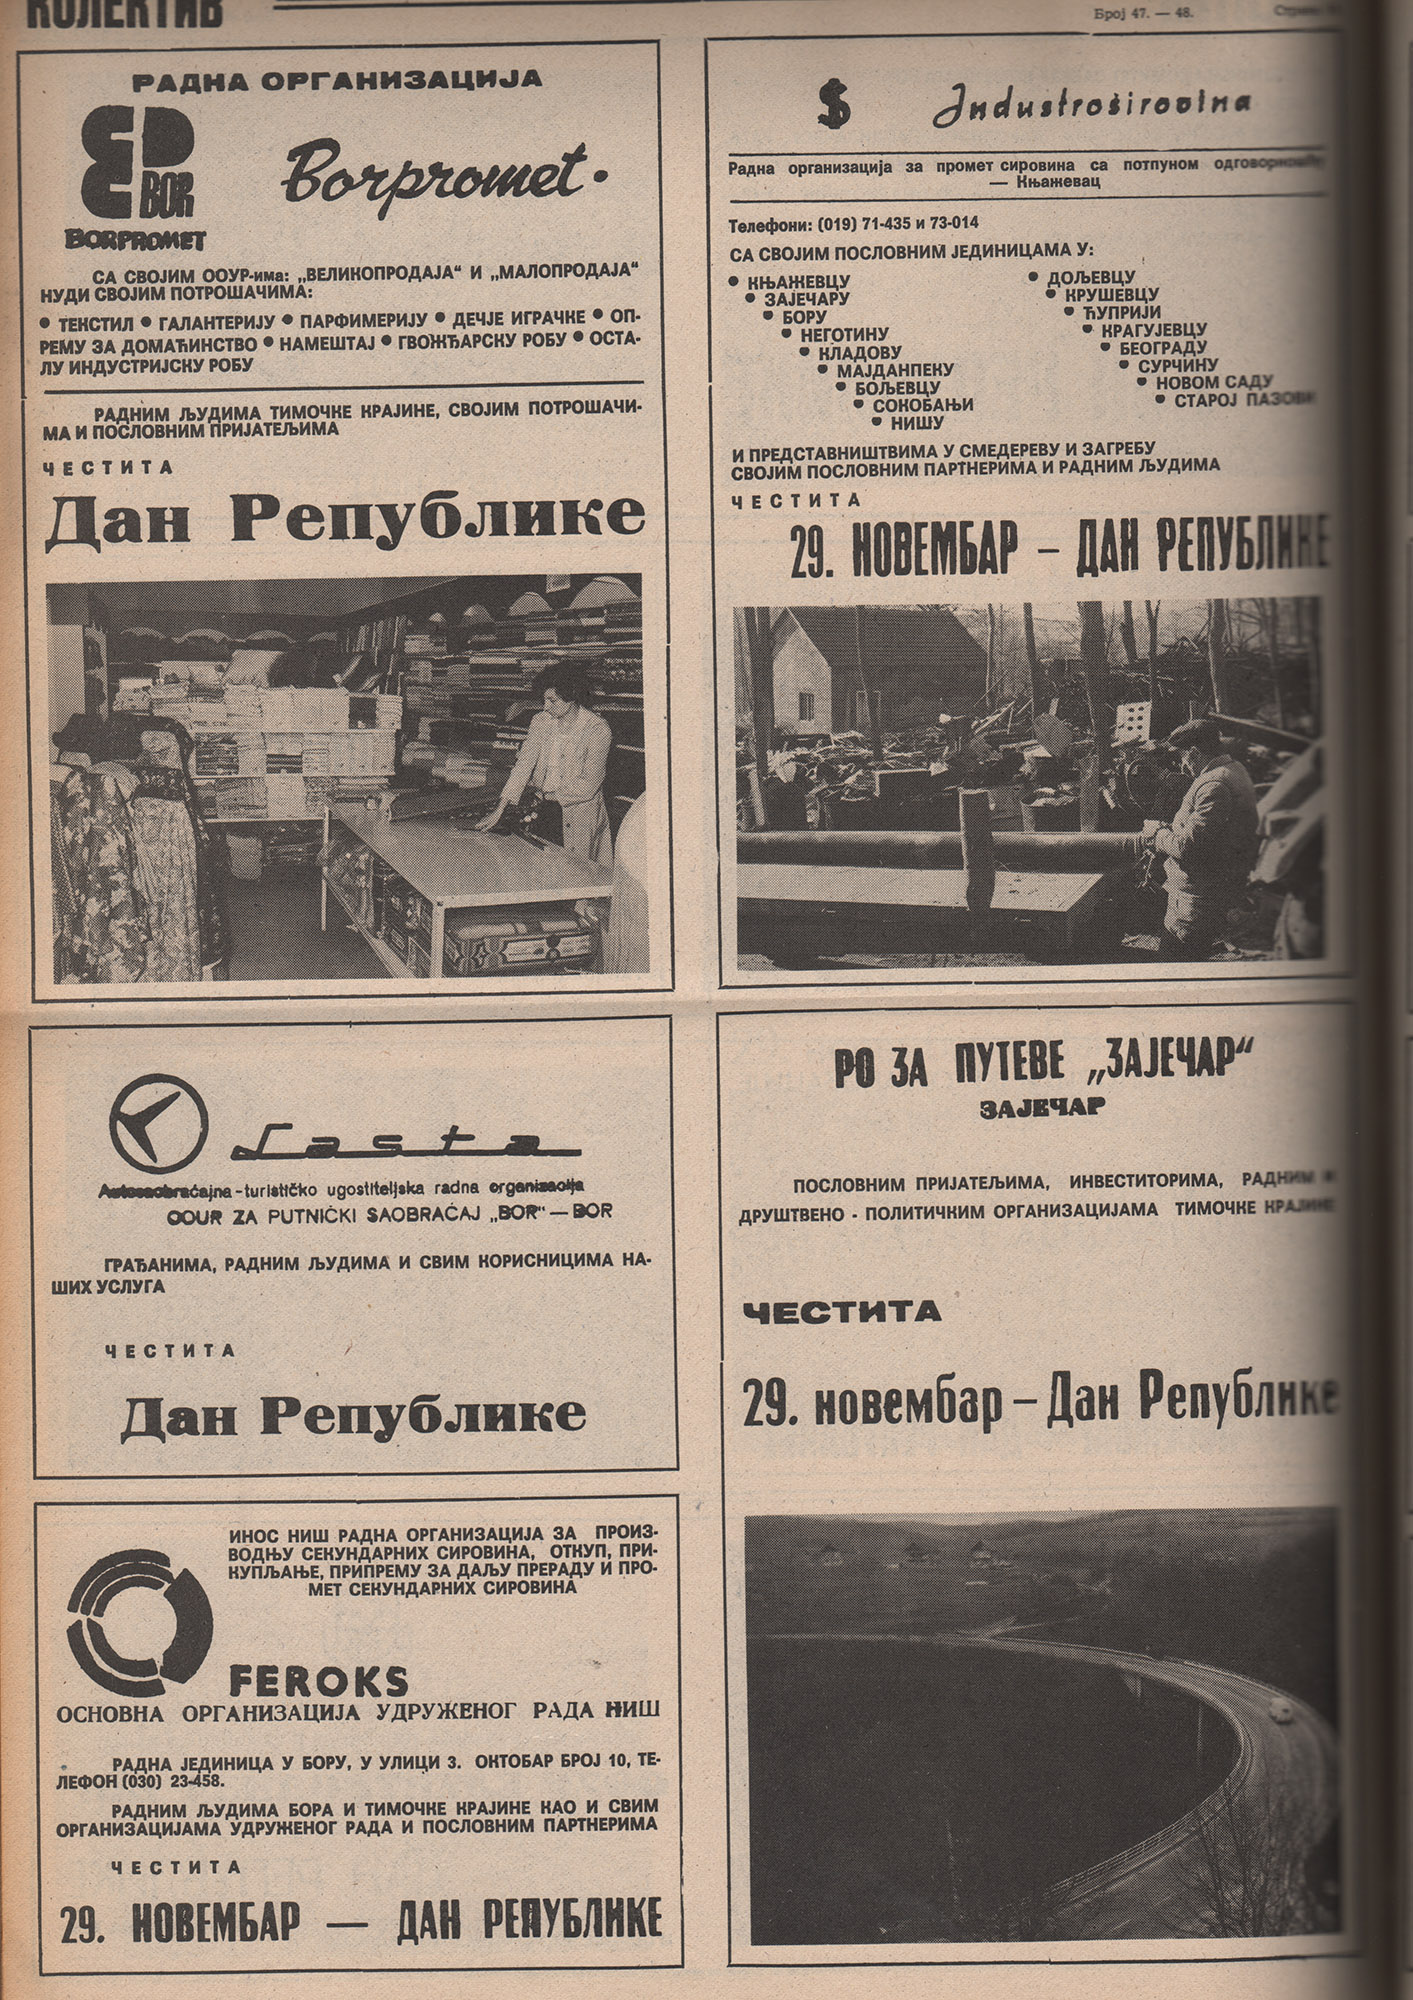 КОЛЕКТИВ
Број 47. — 48.
РАДНА ОРГАНИЗАЦИЈА
BOR
BORPROMET
Borpromet.
СА СВОЈИМ ООУР-има: „ВЕЛИКОПРОДАЈА“ И „МАЛОПРОДАЈА“
НУДИ СВОЈИМ ПОТРОШАЧИМА:
• ТЕКСТИЛ • ГАЛАНТЕРИЈУ • ПАРФИМЕРИЈУ • ДЕЧЈЕ ИГРАЧКЕ • ОП-
РЕМУ ЗА ДОМАЋИНСТВО • НАМЕШТАЈ • ГВОЖЂАРСКУ РОБУ • ОСТА-
ЛУ ИНДУСТРИЈСКУ РОБУ
РАДНИМ ЉУДИМА ТИМОЧКЕ КРАЈИНЕ, СВОЈИМ ПОТРОШАЧИ-
МА И ПОСЛОВНИМ ПРИЈАТЕЉИМА
ЧЕСТИТА
Дан Републике
Industrosirovina
Радна организација за промет сировина са потпуном
— Књажевац
Телефони: (019) 71-435 и 73-014
СА СВОЈИМ ПОСЛОВНИМ ЈЕДИНИЦАМА У:
• КЊАЖЕВЦУ
• ЗАЈЕЧАРУ
• БОРУ
• НЕГОТИНУ
• КЛАДОВУ
• МАЈДАНПЕКУ
• БОЉЕВЦУ
• СОКОБАЊИ
• НИШУ
• ДОЉЕВЦУ
• КРУШЕВЦУ
• ЋУПРИЈИ
• КРАГУЈЕВЦУ
• БЕОГРАДУ
• СУРЧИНУ
• НОВОМ САДУ
• СТАРОЈ ПАЗОВИ
И ПРЕДСТАВНИШТВИМА У СМЕДЕРЕВУ И ЗАГРЕБУ
СВОЈИМ ПОСЛОВНИМ ПАРТНЕРИМА И РАДНИМ ЉУДИМА
ЧЕСТИТА
29. НОВЕМБАР – ДАН РЕПУБЛИКЕ
Lasta
Autosaobraćajna-turističko ugostiteljska radna organizacija
OOUR ZA PUTNIČKI SAOBRAĆAJ „BOR“ — BOR
ГРАЂАНИМА, РАДНИМ ЉУДИМА И СВИМ КОРИСНИЦИМА НА-
ШИХ УСЛУГА
ЧЕСТИТА
Дан Републике
РО ЗА ПУТЕВЕ „ЗАЈЕЧАР“
ЗАЈЕЧАР
ПОСЛОВНИМ ПРИЈАТЕЉИМА, ИНВЕСТИТОРИМА, РАДНИМ И
ДРУШТВЕНО - ПОЛИТИЧКИМ ОРГАНИЗАЦИЈАМА ТИМОЧКЕ КРАЈИНЕ
ЧЕСТИТА
29. новембар – Дан Републике
ИНОС НИШ РАДНА ОРГАНИЗАЦИЈА ЗА ПРОИЗ-
ВОДЊУ СЕКУНДАРНИХ СИРОВИНА, ОТКУП, ПРИ-
КУПЉАЊЕ, ПРИПРЕМУ ЗА ДАЉУ ПРЕРАДУ И ПРО-
МЕТ СЕКУНДАРНИХ СИРОВИНА
FEROKS
ОСНОВНА ОРГАНИЗАЦИЈА УДРУЖЕНОГ РАДА НИШ
РАДНА ЈЕДИНИЦА У БОРУ, У УЛИЦИ 3. ОКТОБАР БРОЈ 10, ТЕ-
ЛЕФОН (030) 23-458.
РАДНИМ ЉУДИМА БОРА И ТИМОЧКЕ КРАЈИНЕ КАО И СВИМ
ОРГАНИЗАЦИЈАМА УДРУЖЕНОГ РАДА И ПОСЛОВНИМ ПАРТНЕРИМА
ЧЕСТИТА
29. НОВЕМБАР — ДАН РЕПУБЛИКЕ